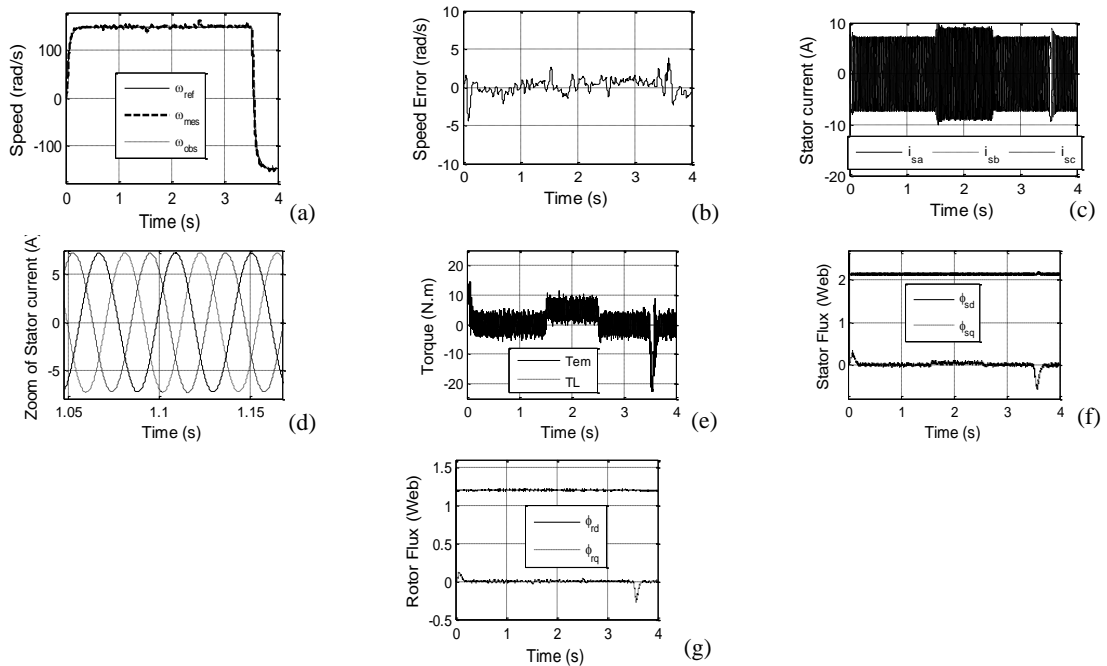 Speed (rad/s)
100
0
-100
ω_ref
ω_mes
ω_obs
0 1 2 3 4
Time (s)
(a)
Speed Error (rad/s)
10
5
0
-5
-10
0 1 2 3 4
Time (s)
(b)
Stator current (A)
10
0
-10
-20
i_sa i_sb i_sc
0 1 2 3 4
Time (s)
(c)
Zoom of Stator current (A)
5
0
-5
1.05 1.1 1.15
Time (s)
(d)
Torque (N.m)
20
10
0
-10
-20
Tem
TL
0 1 2 3 4
Time (s)
(e)
Stator Flux (Web)
2
1
0
ϕ_sd
ϕ_sq
0 1 2 3 4
Time (s)
(f)
Rotor Flux (Web)
1.5
1
0.5
0
-0.5
ϕ_rd
ϕ_rq
0 1 2 3 4
Time (s)
(g)